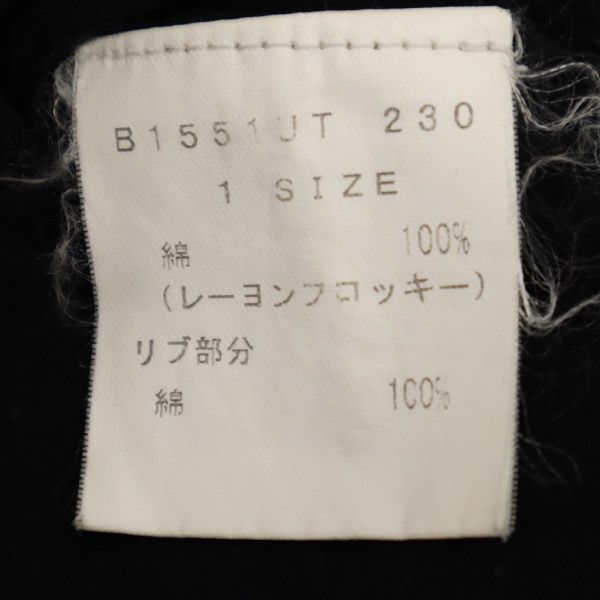 B1551JT 230
1 SIZE
綿 100%
(レーヨンフロッキー)
リブ部分
綿 100%